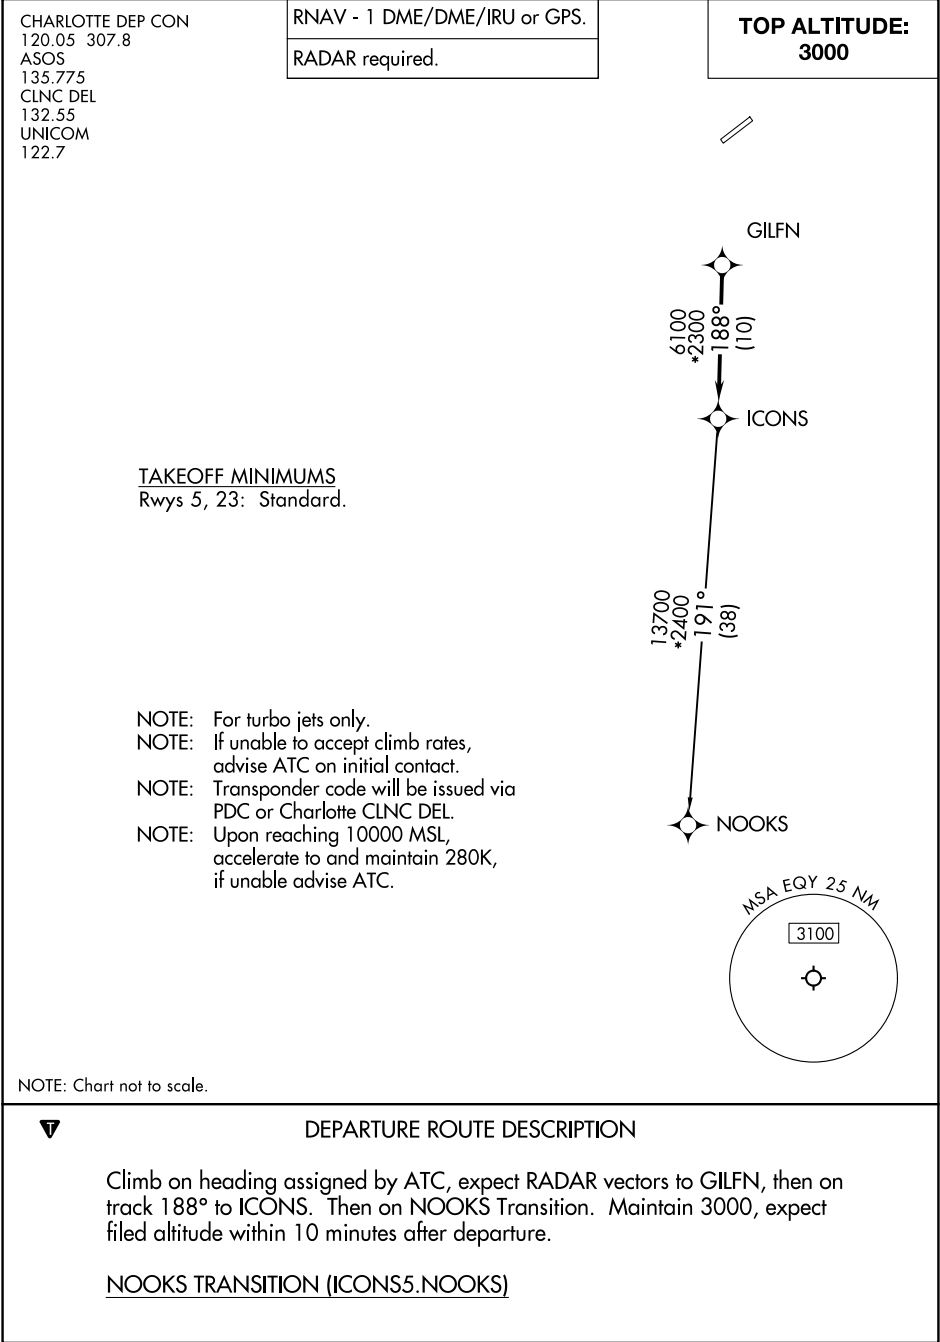 CHARLOTTE DEP CON
120.05 307.8
ASOS
135.775
CLNC DEL
132.55
UNICOM
122.7
RNAV - 1 DME/DME/IRU or GPS.
RADAR required.
TOP ALTITUDE:
3000
GILFN
6100
*2300
188°
(10)
ICONS
TAKEOFF MINIMUMS
Rwys 5, 23: Standard.
13700
*2400
191°
(38)
NOTE: For turbo jets only.
NOTE: If unable to accept climb rates,
advise ATC on initial contact.
NOTE: Transponder code will be issued via
PDC or Charlotte CLNC DEL.
NOTE: Upon reaching 10000 MSL,
accelerate to and maintain 280K,
if unable advise ATC.
NOOKS
MSA EQY 25 NM
3100
NOTE: Chart not to scale.
T
DEPARTURE ROUTE DESCRIPTION
Climb on heading assigned by ATC, expect RADAR vectors to GILFN, then on
track 188° to ICONS. Then on NOOKS Transition. Maintain 3000, expect
filed altitude within 10 minutes after departure.
NOOKS TRANSITION (ICONS5.NOOKS)